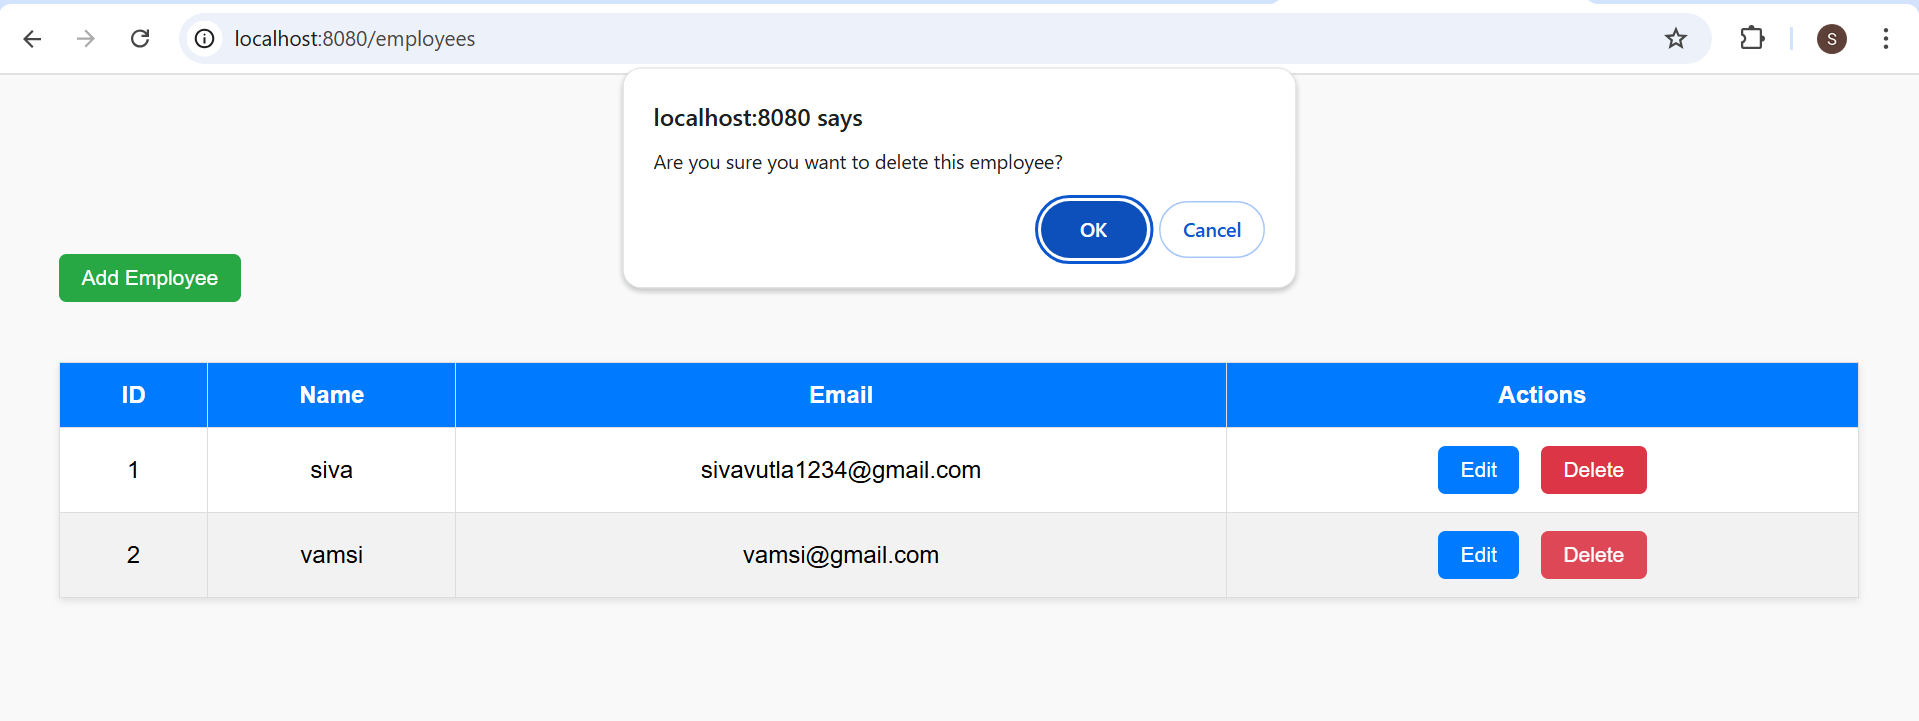 localhost:8080/employees
S
localhost:8080 says
Are you sure you want to delete this employee?
OK Cancel
Add Employee
ID Name Email Actions
1 siva sivavutla1234@gmail.com Edit Delete
2 vamsi vamsi@gmail.com Edit Delete